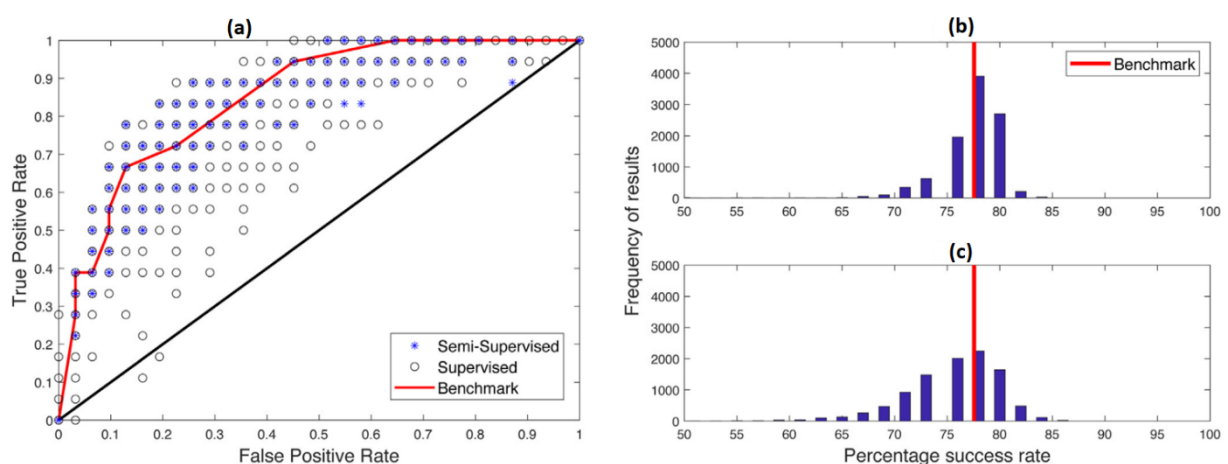 (a)
True Positive Rate
1
0.9
0.8
0.7
0.6
0.5
0.4
0.3
0.2
0.1
0
0 0.1 0.2 0.3 0.4 0.5 0.6 0.7 0.8 0.9 1
False Positive Rate
Semi-Supervised
Supervised
Benchmark
(b)
Frequency of results
5000
4000
3000
2000
1000
0
50 55 60 65 70 75 80 85 90 95 100
Benchmark
(c)
5000
4000
3000
2000
1000
0
50 55 60 65 70 75 80 85 90 95 100
Percentage success rate